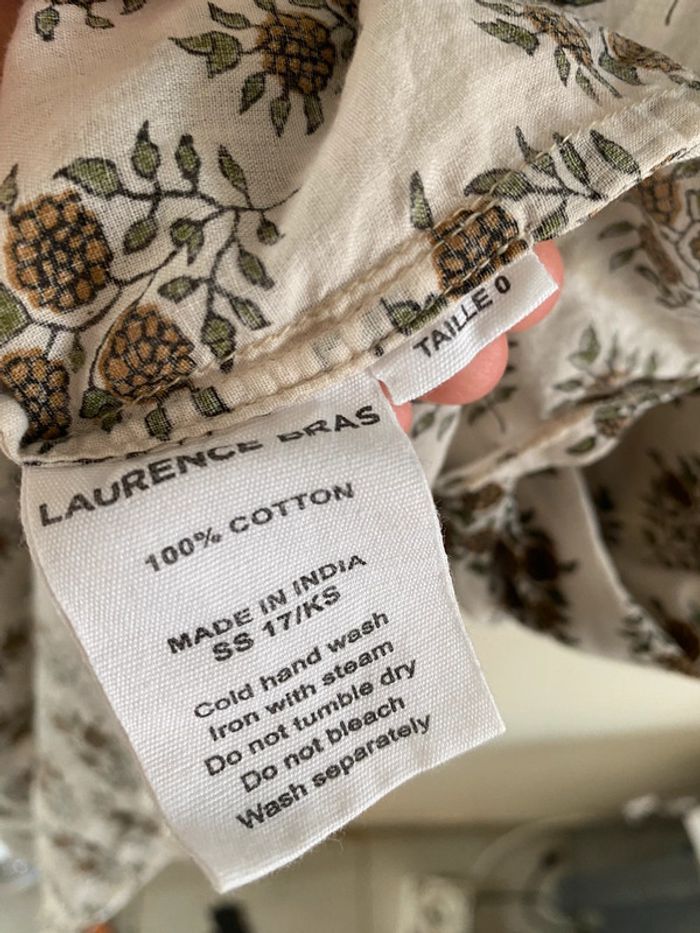 TAILLE 0
LAURENCE BRAS
100% COTTON
MADE IN INDIA
SS 17/KS
Cold hand wash
Iron with steam
Do not tumble dry
Do not bleach
Wash separately